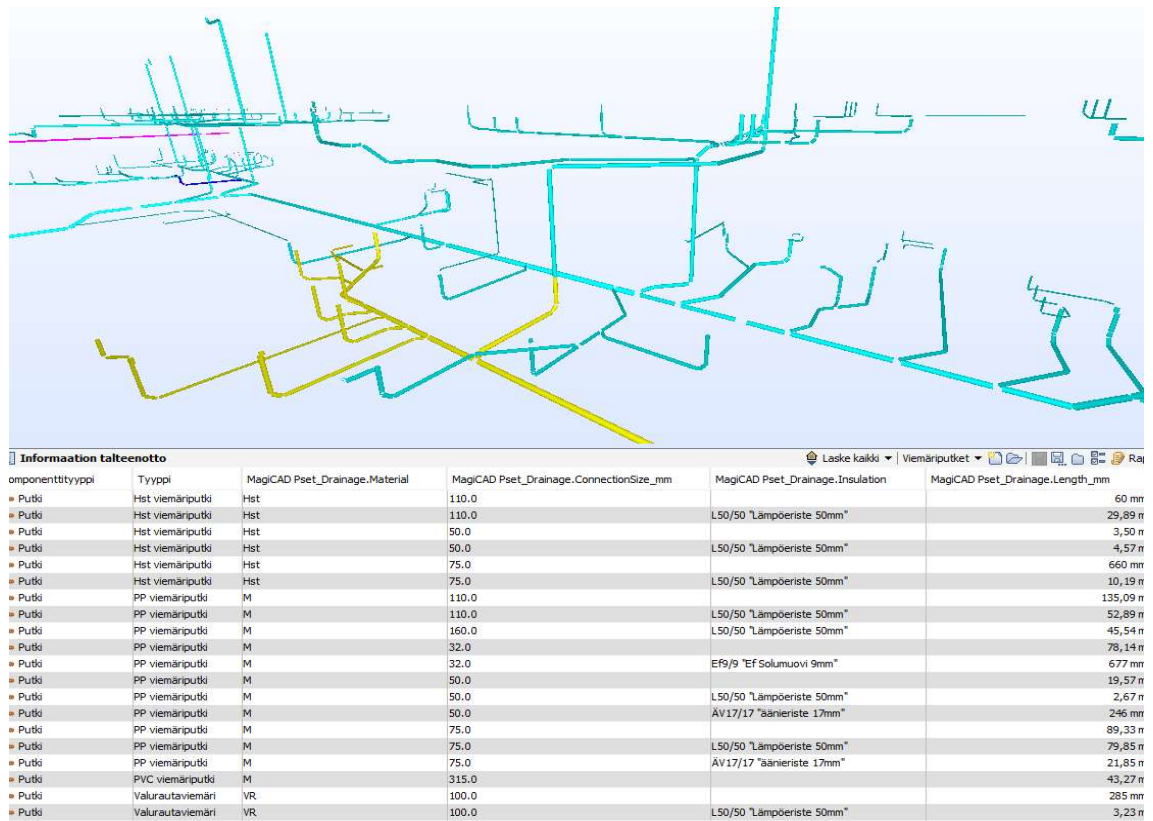 Informaation talteenotto Laske kaikki Viemäriputket Rap
omponenttityyppi Tyyppi MagiCAD Pset_Drainage.Material MagiCAD Pset_Drainage.ConnectionSize_mm MagiCAD Pset_Drainage.Insulation MagiCAD Pset_Drainage.Length_mm
Putki Hst viemäriputki Hst 110.0 60 mm
Putki Hst viemäriputki Hst 110.0 L50/50 "Lämpöeriste 50mm" 29,89 m
Putki Hst viemäriputki Hst 50.0 3,50 m
Putki Hst viemäriputki Hst 50.0 L50/50 "Lämpöeriste 50mm" 4,57 m
Putki Hst viemäriputki Hst 75.0 660 mm
Putki Hst viemäriputki Hst 75.0 L50/50 "Lämpöeriste 50mm" 10,19 m
Putki PP viemäriputki M 110.0 135,09 m
Putki PP viemäriputki M 110.0 L50/50 "Lämpöeriste 50mm" 52,89 m
Putki PP viemäriputki M 160.0 L50/50 "Lämpöeriste 50mm" 45,54 m
Putki PP viemäriputki M 32.0 78,14 m
Putki PP viemäriputki M 32.0 Ef9/9 "Ef Solumuovi 9mm" 677 mm
Putki PP viemäriputki M 50.0 19,57 m
Putki PP viemäriputki M 50.0 L50/50 "Lämpöeriste 50mm" 2,67 m
Putki PP viemäriputki M 50.0 ÄV17/17 "äänieriste 17mm" 246 mm
Putki PP viemäriputki M 75.0 89,33 m
Putki PP viemäriputki M 75.0 L50/50 "Lämpöeriste 50mm" 79,85 m
Putki PP viemäriputki M 75.0 ÄV17/17 "äänieriste 17mm" 21,85 m
Putki PVC viemäriputki M 315.0 43,27 m
Putki Valurautaviemäri VR 100.0 285 mm
Putki Valurautaviemäri VR 100.0 L50/50 "Lämpöeriste 50mm" 3,23 m